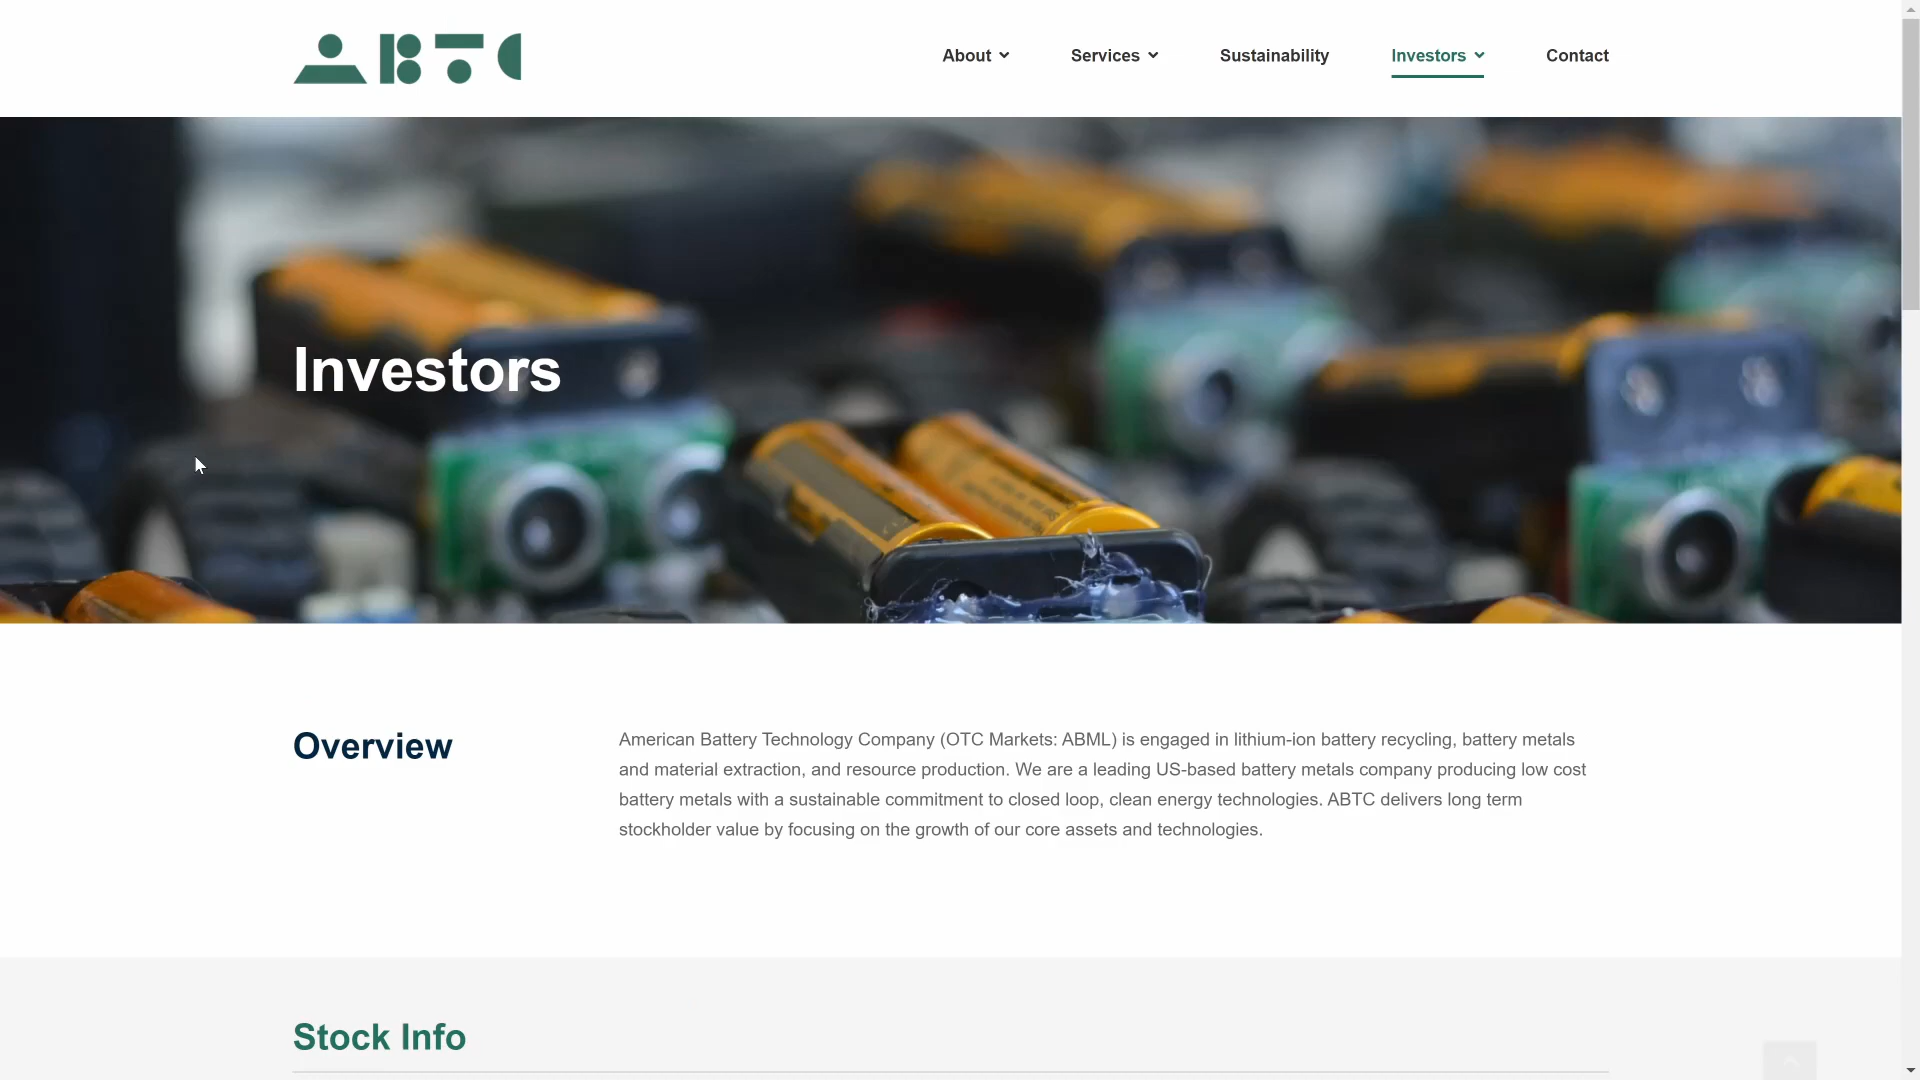 ABTC
About Services Sustainability Investors Contact
Investors
Overview
American Battery Technology Company (OTC Markets: ABML) is engaged in lithium-ion battery recycling, battery metals
and material extraction, and resource production. We are a leading US-based battery metals company producing low cost
battery metals with a sustainable commitment to closed loop, clean energy technologies. ABTC delivers long term
stockholder value by focusing on the growth of our core assets and technologies.
Stock Info